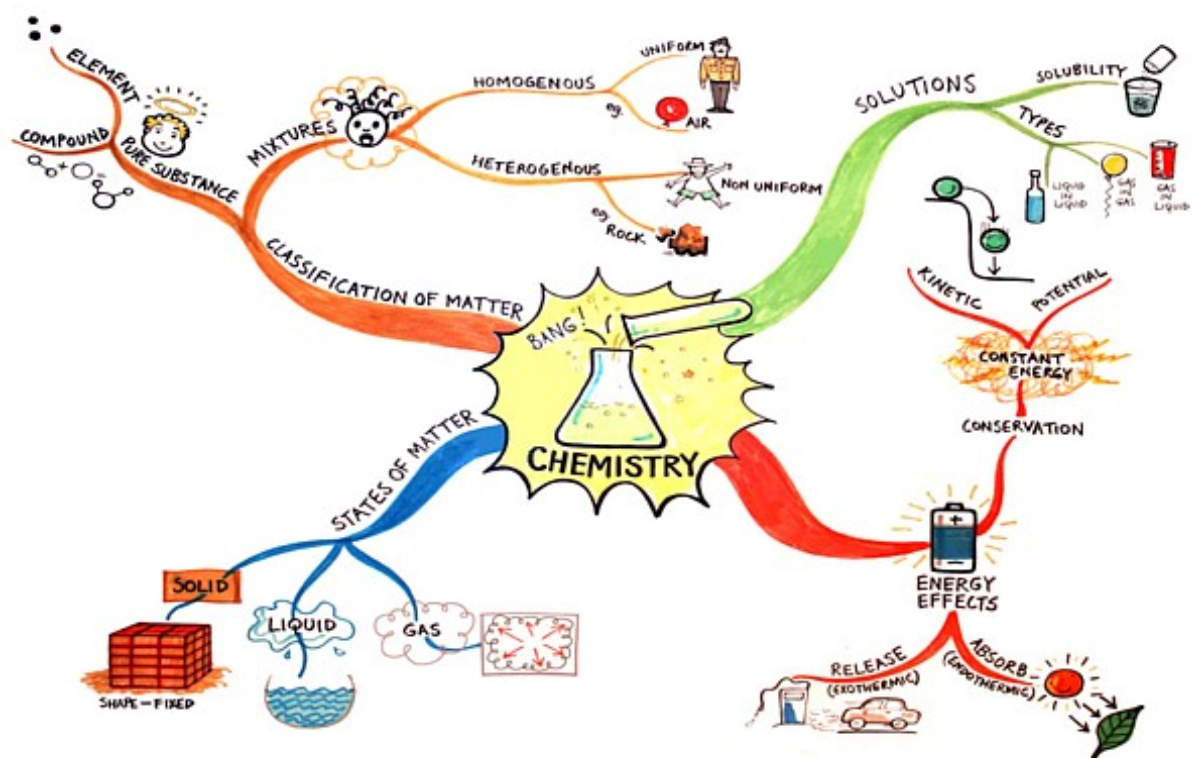 ELEMENT
COMPOUND
PURE SUBSTANCE
MIXTURES
HOMOGENOUS
UNIFORM
eg.
AIR
HETEROGENOUS
NON UNIFORM
eg
ROCK
CLASSIFICATION OF MATTER
SOLUTIONS
SOLUBILITY
TYPES
LIQUID
IN
LIQUID
GAS
IN
GAS
GAS
IN
LIQUID
KINETIC
POTENTIAL
CONSTANT
ENERGY
CONSERVATION
BANG!
CHEMISTRY
STATES OF MATTER
SOLID
SHAPE - FIXED
LIQUID
GAS
+
-
ENERGY
EFFECTS
RELEASE
(EXOTHERMIC)
ABSORB
(ENDOTHERMIC)